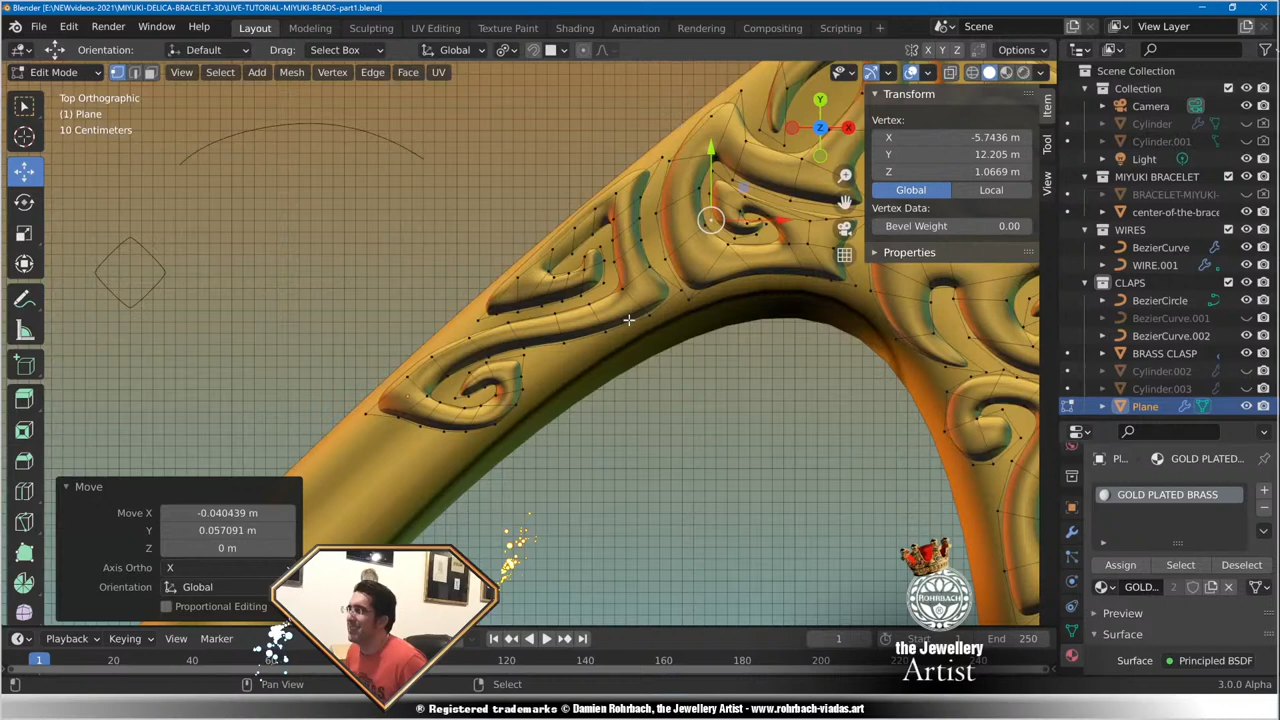 Blender [E:\NEWvideos-2021\MIYUKI-DELICA-BRACELET-3D\LIVE-TUTORIAL-MIYUKI-BEADS-part1.blend]
File Edit Render Window Help Layout Modeling Sculpting UV Editing Texture Paint Shading Animation Rendering Compositing Scripting + Scene View Layer
Orientation: Default Drag: Select Box Global X Y Z Options
Edit Mode View Select Add Mesh Vertex Edge Face UV
Top Orthographic
(1) Plane
10 Centimeters
Y
Z X
Transform
Vertex:
X -5.7436 m
Y 12.205 m
Z 1.0669 m
Global Local
Vertex Data:
Bevel Weight 0.00
Properties
Item
Tool
View
Scene Collection
Collection
Camera
Cylinder
Cylinder.001
Light
MIYUKI BRACELET
BRACELET-MIYUKI-
center-of-the-brace
WIRES
BezierCurve
WIRE.001
CLAPS
BezierCircle
BezierCurve.001
BezierCurve.002
BRASS CLASP
Cylinder.002
Cylinder.003
Plane
Pl... GOLD PLATED...
GOLD PLATED BRASS
Assign Select Deselect
GOLD... 2
Preview
Surface
Surface Principled BSDF
Move
Move X -0.040439 m
Y 0.057091 m
Z 0 m
Axis Ortho X
Orientation Global
Proportional Editing
ROHRBACH
the Jewellery
Artist
Playback Keying View Marker 1 Start 1 End 250
1 20 40 60 120 140 160 180 200 220 240
Pan View Select 3.0.0 Alpha
® Registered trademarks © Damien Rohrbach, the Jewellery Artist - www.rohrbach-viadas.art